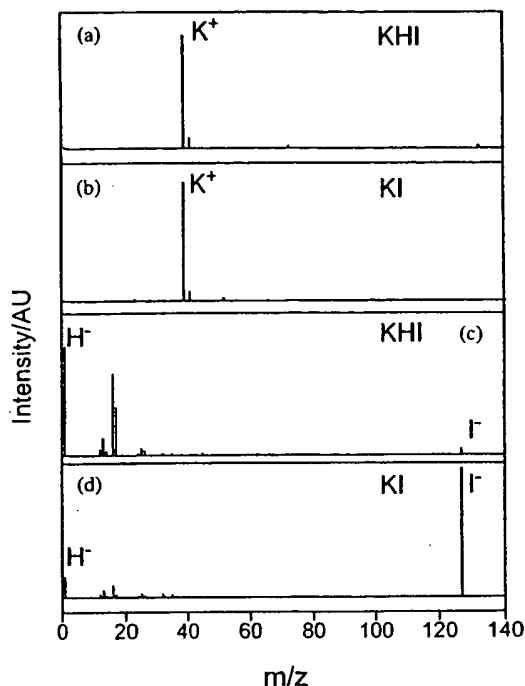 (a) K+ KHI
(b) K+ KI
KHI (c)
H- I-
(d) KI I-
H-
Intensity/AU
0 20 40 60 80 100 120 140
m/z